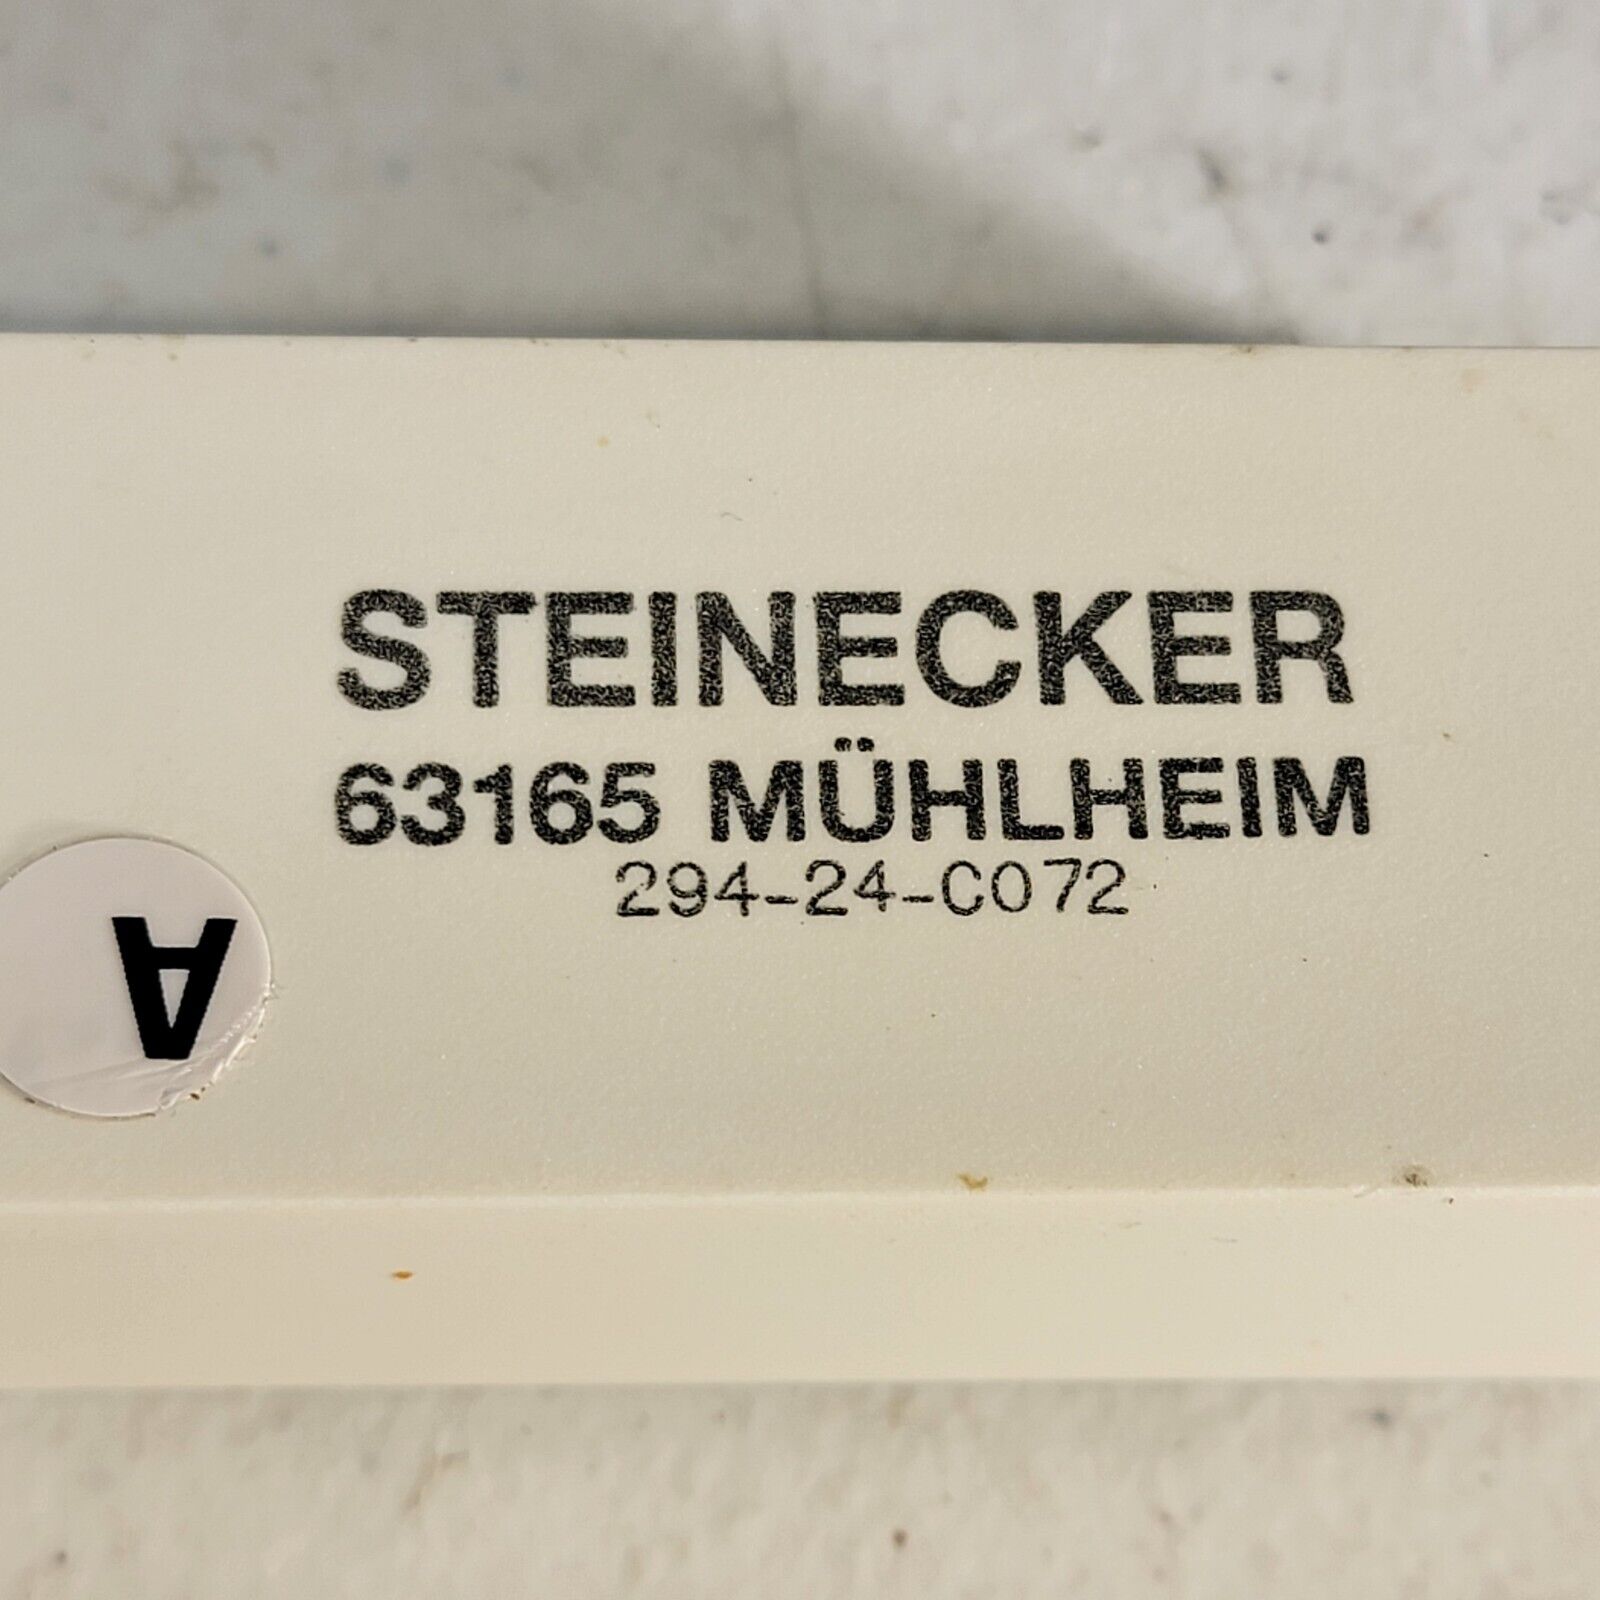 STEINECKER
63165 MÜHLHEIM
294-24-C072
A